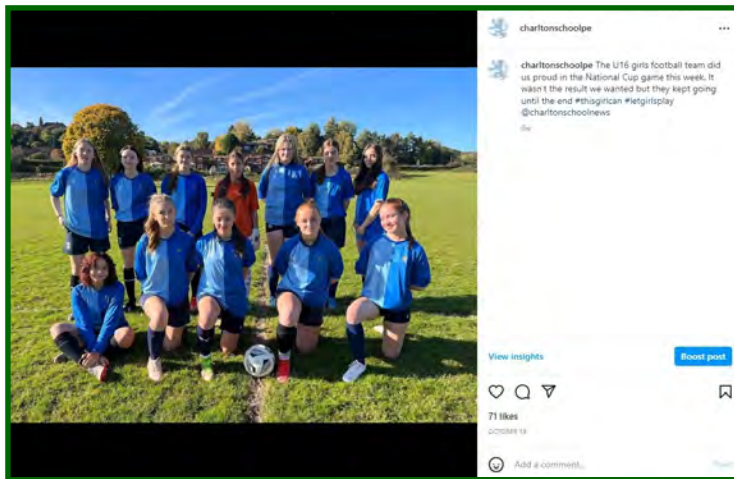 charltonschoolpe
charltonschoolpe The U16 girls football team did
us proud in the National Cup game this week. It
wasn't the result we wanted but they kept going
until the end #thisgirlcan #letgirlsplay
@charltonschoolnews
View insights
Boost post
71 likes
Add a comment...